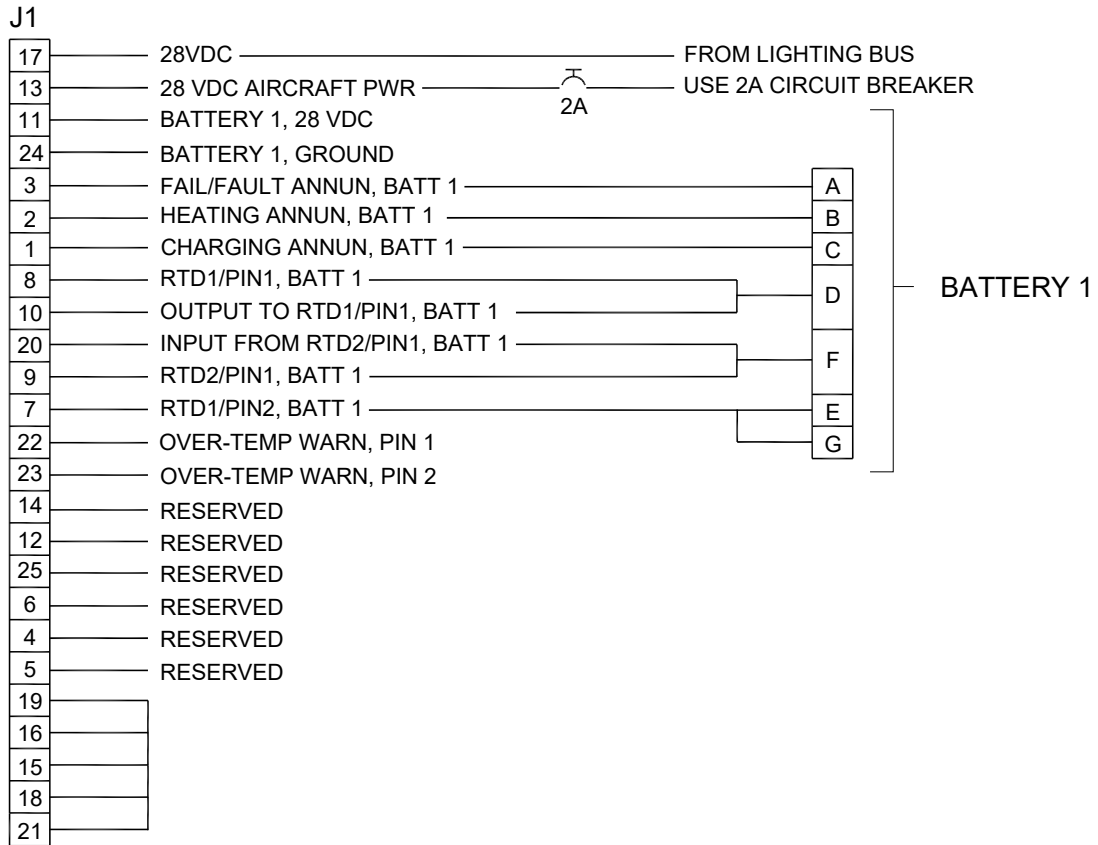 J1
17 28VDC FROM LIGHTING BUS
13 28 VDC AIRCRAFT PWR USE 2A CIRCUIT BREAKER
2A
11 BATTERY 1, 28 VDC
24 BATTERY 1, GROUND
3 FAIL/FAULT ANNUN, BATT 1 A
2 HEATING ANNUN, BATT 1 B
1 CHARGING ANNUN, BATT 1 C
8 RTD1/PIN1, BATT 1
D
BATTERY 1
10 OUTPUT TO RTD1/PIN1, BATT 1
20 INPUT FROM RTD2/PIN1, BATT 1
F
9 RTD2/PIN1, BATT 1
7 RTD1/PIN2, BATT 1 E
22 OVER-TEMP WARN, PIN 1 G
23 OVER-TEMP WARN, PIN 2
14 RESERVED
12 RESERVED
25 RESERVED
6 RESERVED
4 RESERVED
5 RESERVED
19
16
15
18
21